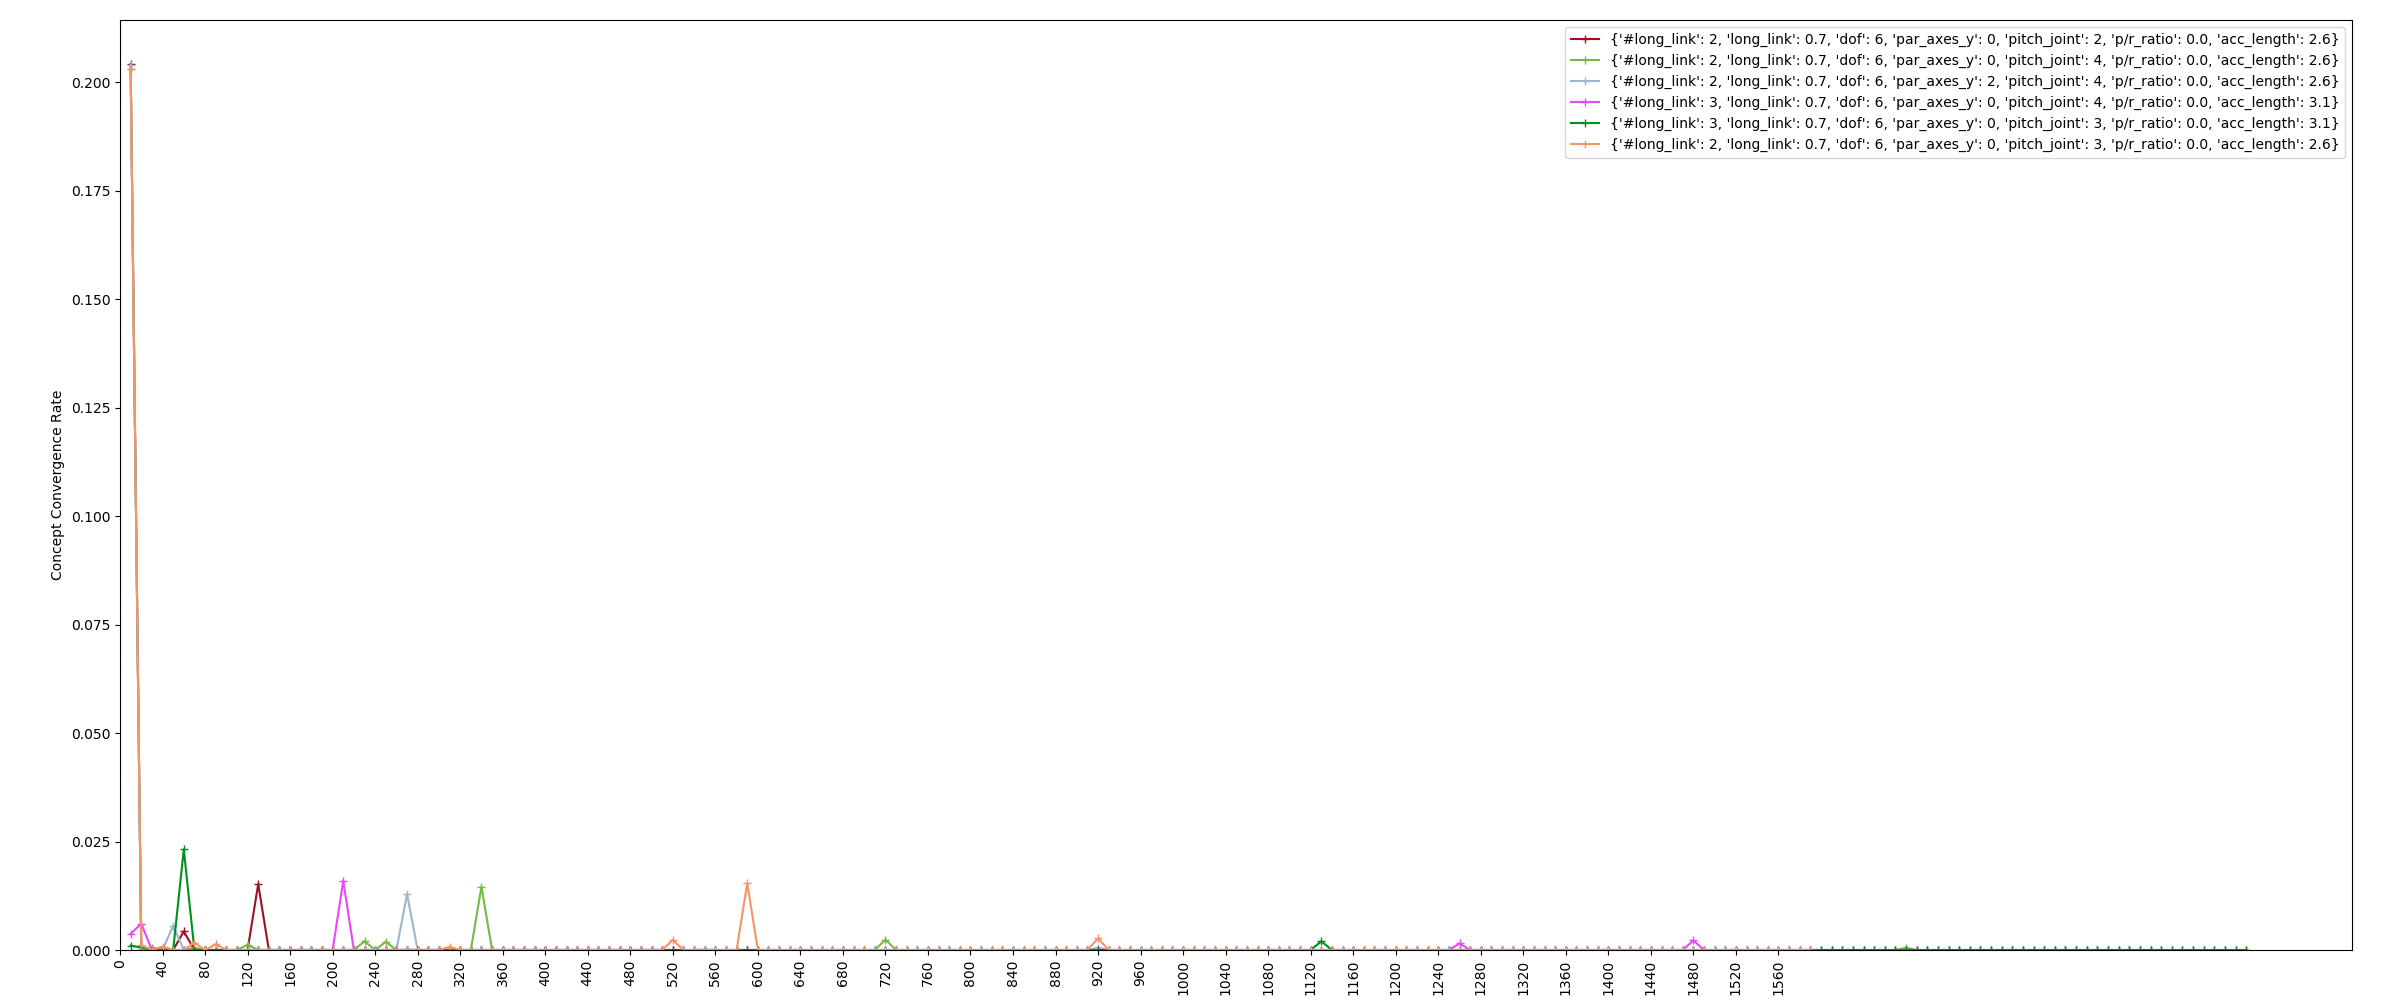 {'#long_link': 2, 'long_link': 0.7, 'dof': 6, 'par_axes_y': 0, 'pitch_joint': 2, 'p/r_ratio': 0.0, 'acc_length': 2.6}
{'#long_link': 2, 'long_link': 0.7, 'dof': 6, 'par_axes_y': 0, 'pitch_joint': 4, 'p/r_ratio': 0.0, 'acc_length': 2.6}
{'#long_link': 2, 'long_link': 0.7, 'dof': 6, 'par_axes_y': 2, 'pitch_joint': 4, 'p/r_ratio': 0.0, 'acc_length': 2.6}
{'#long_link': 3, 'long_link': 0.7, 'dof': 6, 'par_axes_y': 0, 'pitch_joint': 4, 'p/r_ratio': 0.0, 'acc_length': 3.1}
{'#long_link': 3, 'long_link': 0.7, 'dof': 6, 'par_axes_y': 0, 'pitch_joint': 3, 'p/r_ratio': 0.0, 'acc_length': 3.1}
{'#long_link': 2, 'long_link': 0.7, 'dof': 6, 'par_axes_y': 0, 'pitch_joint': 3, 'p/r_ratio': 0.0, 'acc_length': 2.6}
Concept Convergence Rate
0.200
0.175
0.150
0.125
0.100
0.075
0.050
0.025
0.000
0 40 80 120 160 200 240 280 320 360 400 440 480 520 560 600 640 680 720 760 800 840 880 920 960 1000 1040 1080 1120 1160 1200 1240 1280 1320 1360 1400 1440 1480 1520 1560